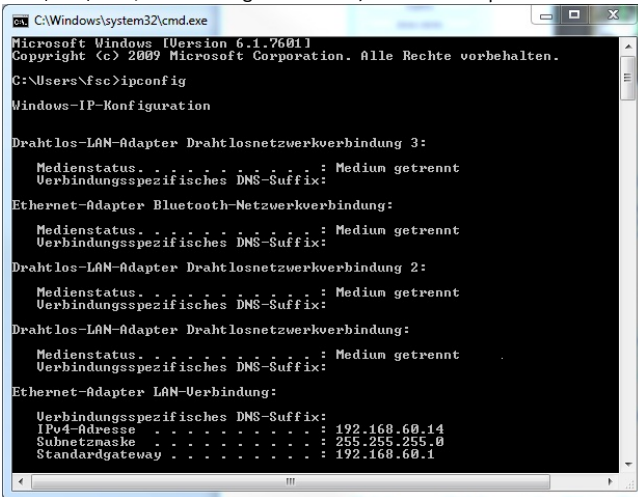 C:\Windows\system32\cmd.exe
Microsoft Windows [Version 6.1.7601]
Copyright (c) 2009 Microsoft Corporation. Alle Rechte vorbehalten.
C:\Users\fsc>ipconfig
Windows-IP-Konfiguration
Drahtlos-LAN-Adapter Drahtlosnetzwerkverbindung 3:
Medienstatus. . . . . . . . . . . : Medium getrennt
Verbindungsspezifisches DNS-Suffix:
Ethernet-Adapter Bluetooth-Netzwerkverbindung:
Medienstatus. . . . . . . . . . . : Medium getrennt
Verbindungsspezifisches DNS-Suffix:
Drahtlos-LAN-Adapter Drahtlosnetzwerkverbindung 2:
Medienstatus. . . . . . . . . . . : Medium getrennt
Verbindungsspezifisches DNS-Suffix:
Drahtlos-LAN-Adapter Drahtlosnetzwerkverbindung:
Medienstatus. . . . . . . . . . . : Medium getrennt
Verbindungsspezifisches DNS-Suffix:
Ethernet-Adapter LAN-Verbindung:
Verbindungsspezifisches DNS-Suffix:
IPv4-Adresse . . . . . . . . . . : 192.168.60.14
Subnetzmaske . . . . . . . . . . : 255.255.255.0
Standardgateway . . . . . . . . . : 192.168.60.1